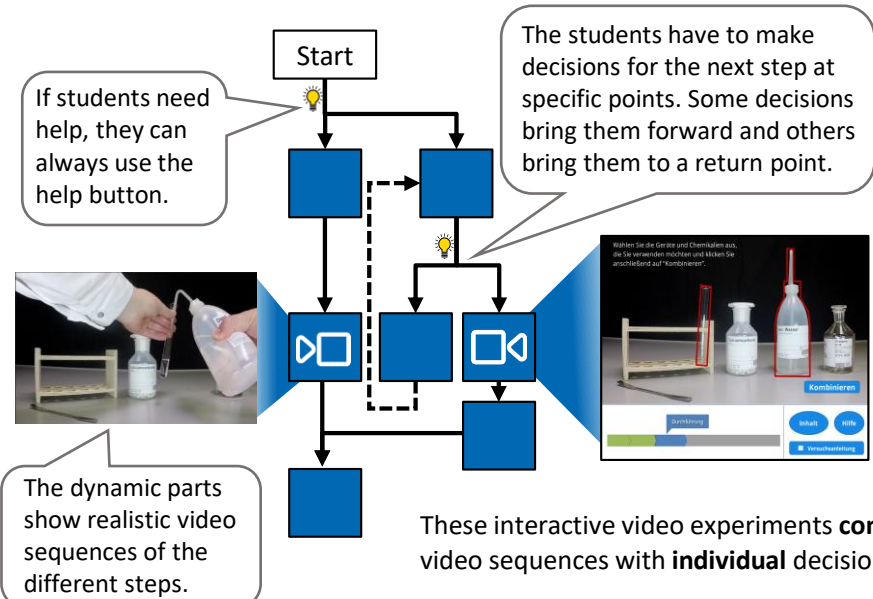 Start
If students need
help, they can
always use the
help button.
The students have to make
decisions for the next step at
specific points. Some decisions
bring them forward and others
bring them to a return point.
Wählen Sie die Geräte und Chemikalien aus,
die Sie verwenden möchten und klicken Sie
anschließend auf "Kombinieren".
Kombinieren
Durchführung
Inhalt
Hilfe
Versuchsanleitung
The dynamic parts
show realistic video
sequences of the
different steps.
These interactive video experiments
video sequences with individual